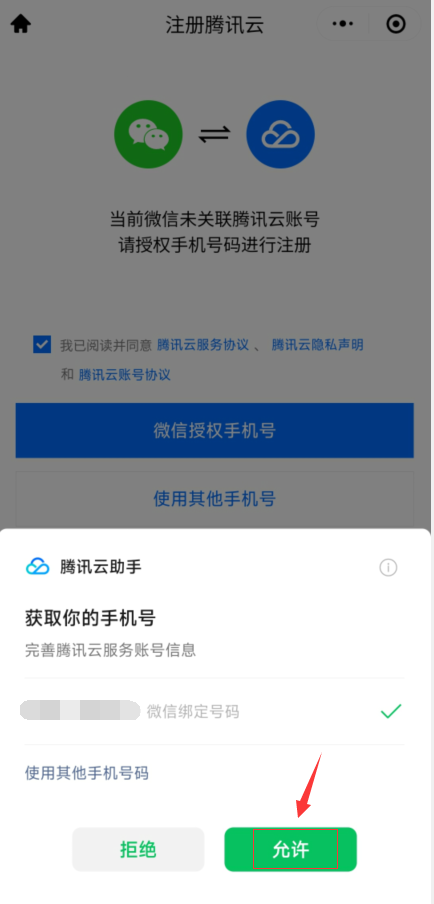 注册腾讯云
当前微信未关联腾讯云账号
请授权手机号码进行注册
我已阅读并同意 腾讯云服务协议 、 腾讯云隐私声明
和 腾讯云账号协议
微信授权手机号
使用其他手机号
腾讯云助手
获取你的手机号
完善腾讯云服务账号信息
微信绑定号码
使用其他手机号码
拒绝 允许